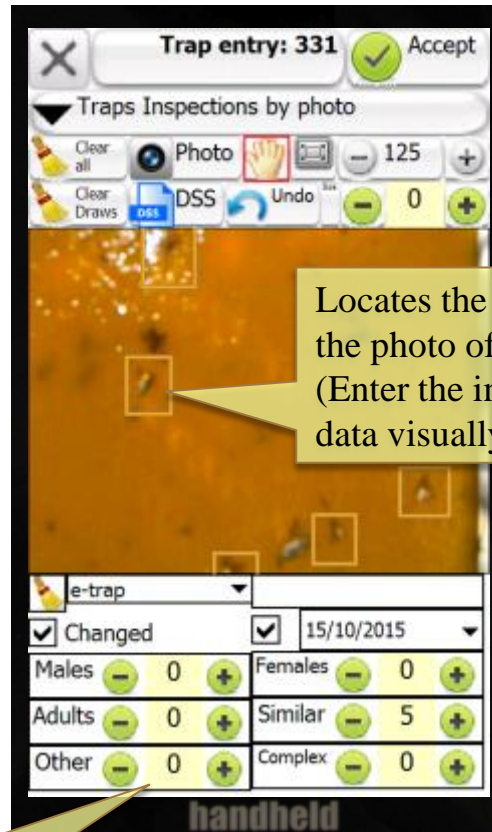 Trap entry: 331
Accept
Traps Inspections by photo
Clear all
Photo
125
Clear Draws
DSS
DSS
Undo
0
Locates the
the photo of
(Enter the i
data visually
e-trap
Changed
15/10/2015
Males 0
Females 0
Adults 0
Similar 5
Other 0
Complex 0
handheld